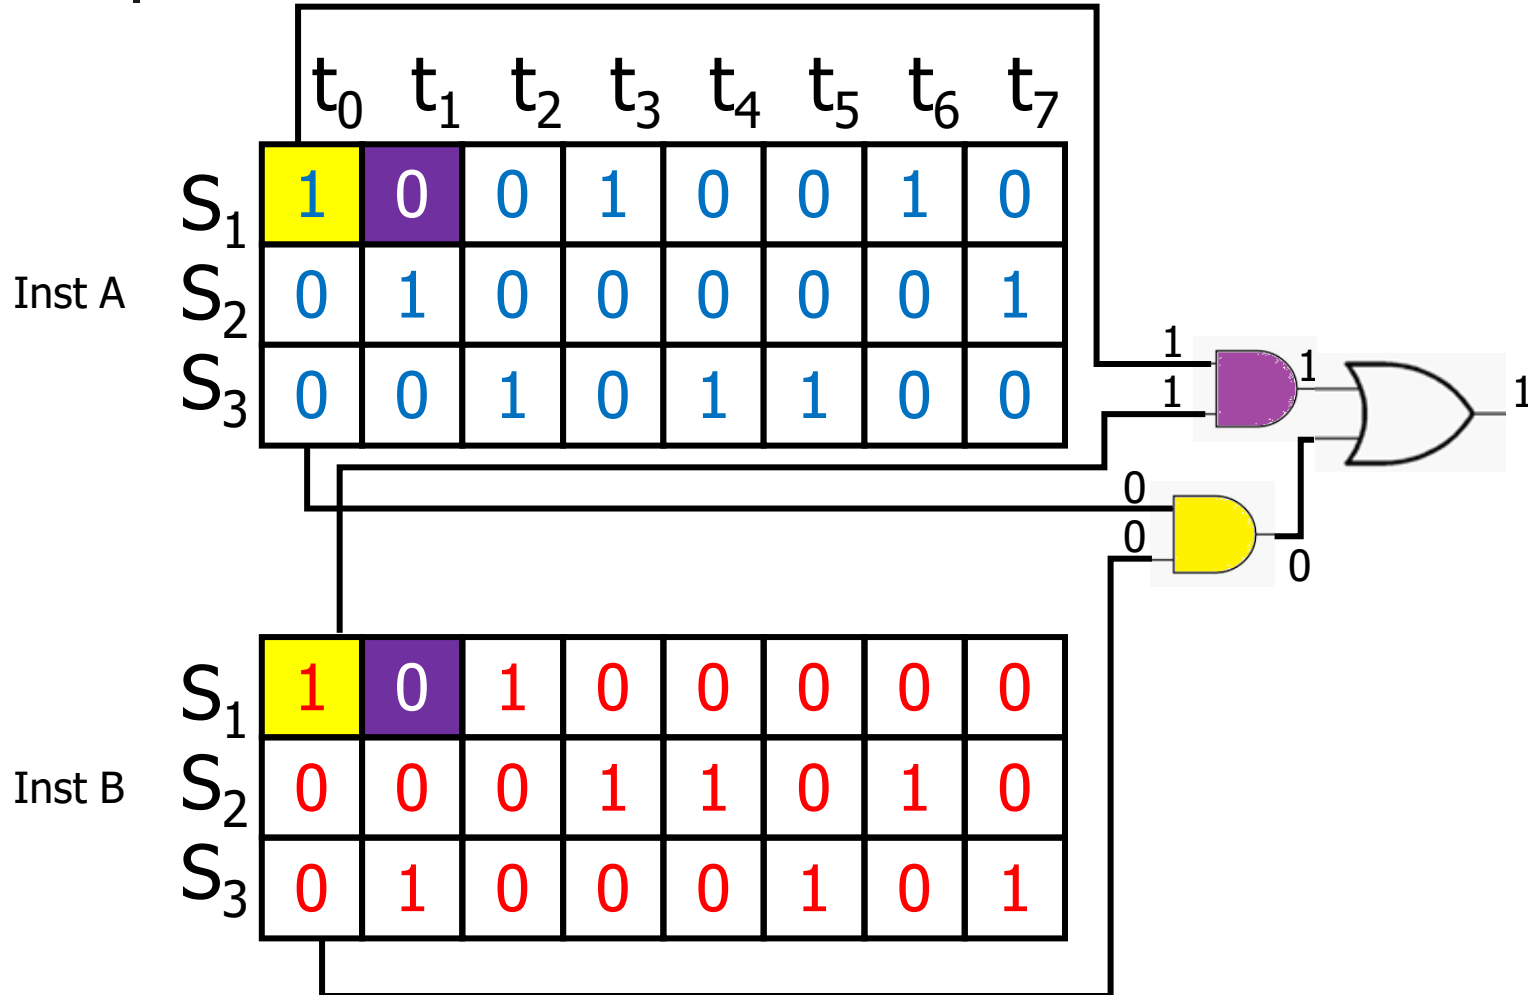 t0 t1 t2 t3 t4 t5 t6 t7
S1 1 0 0 1 0 0 1 0
Inst A S2 0 1 0 0 0 0 0 1
S3 0 0 1 0 1 1 0 0
1
1
1
1
0
0
0
S1 1 0 1 0 0 0 0 0
Inst B S2 0 0 0 1 1 0 1 0
S3 0 1 0 0 0 1 0 1